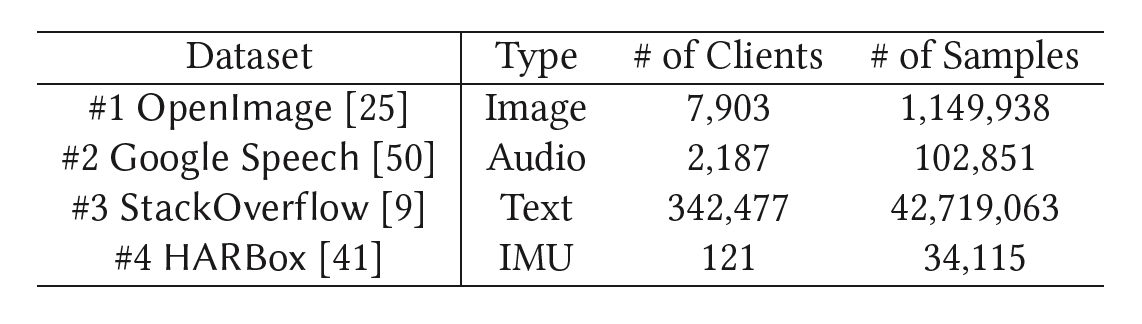 Dataset Type # of Clients # of Samples
#1 OpenImage [25] Image 7,903 1,149,938
#2 Google Speech [50] Audio 2,187 102,851
#3 StackOverflow [9] Text 342,477 42,719,063
#4 HARBox [41] IMU 121 34,115